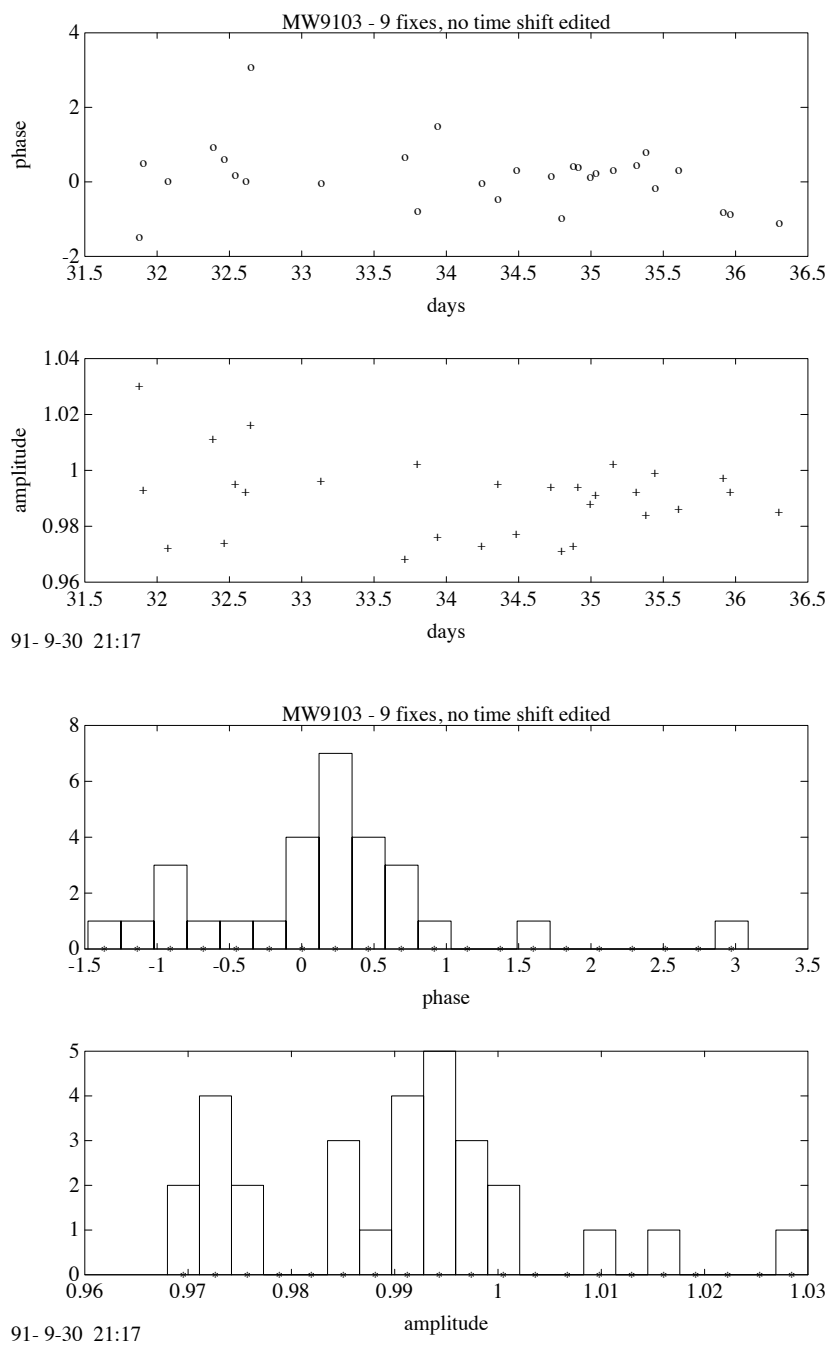 MW9103 - 9 fixes, no time shift edited
4
2
0
-2
phase
31.5 32 32.5 33 33.5 34 34.5 35 35.5 36 36.5
days
1.04
1.02
1
0.98
0.96
amplitude
31.5 32 32.5 33 33.5 34 34.5 35 35.5 36 36.5
days
91- 9-30 21:17
MW9103 - 9 fixes, no time shift edited
8
6
4
2
0
-1.5 -1 -0.5 0 0.5 1 1.5 2 2.5 3 3.5
phase
5
4
3
2
1
0
0.96 0.97 0.98 0.99 1 1.01 1.02 1.03
amplitude
91- 9-30 21:17